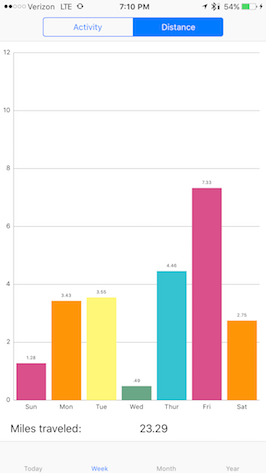 Verizon LTE 7:10 PM 54%
Activity Distance
12
10
8
7.33
6
4.46
4
3.43 3.55
2.75
2
1.28
.49
0
Sun Mon Tue Wed Thur Fri Sat
Miles traveled: 23.29
Today Week Month Year